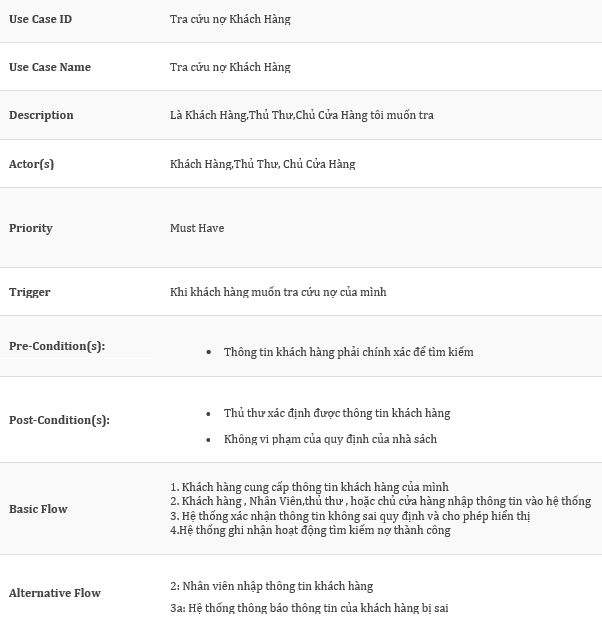 Use Case ID Tra cứu nợ Khách Hàng
Use Case Name Tra cứu nợ Khách Hàng
Description Là Khách Hàng,Thủ Thư,Chủ Cửa Hàng tôi muốn tra
Actor(s) Khách Hàng,Thủ Thư, Chủ Cửa Hàng
Priority Must Have
Trigger Khi khách hàng muốn tra cứu nợ của mình
Pre-Condition(s): • Thông tin khách hàng phải chính xác để tìm kiếm
Post-Condition(s): • Thủ thư xác định được thông tin khách hàng
• Không vi phạm của quy định của nhà sách
Basic Flow 1. Khách hàng cung cấp thông tin khách hàng của mình
2. Khách hàng , Nhân Viên,thủ thư , hoặc chủ cửa hàng nhập thông tin vào hệ thống
3. Hệ thống xác nhận thông tin không sai quy định và cho phép hiển thị
4.Hệ thống ghi nhận hoạt động tìm kiếm nợ thành công
Alternative Flow 2: Nhân viên nhập thông tin khách hàng
3a: Hệ thống thông báo thông tin của khách hàng bị sai